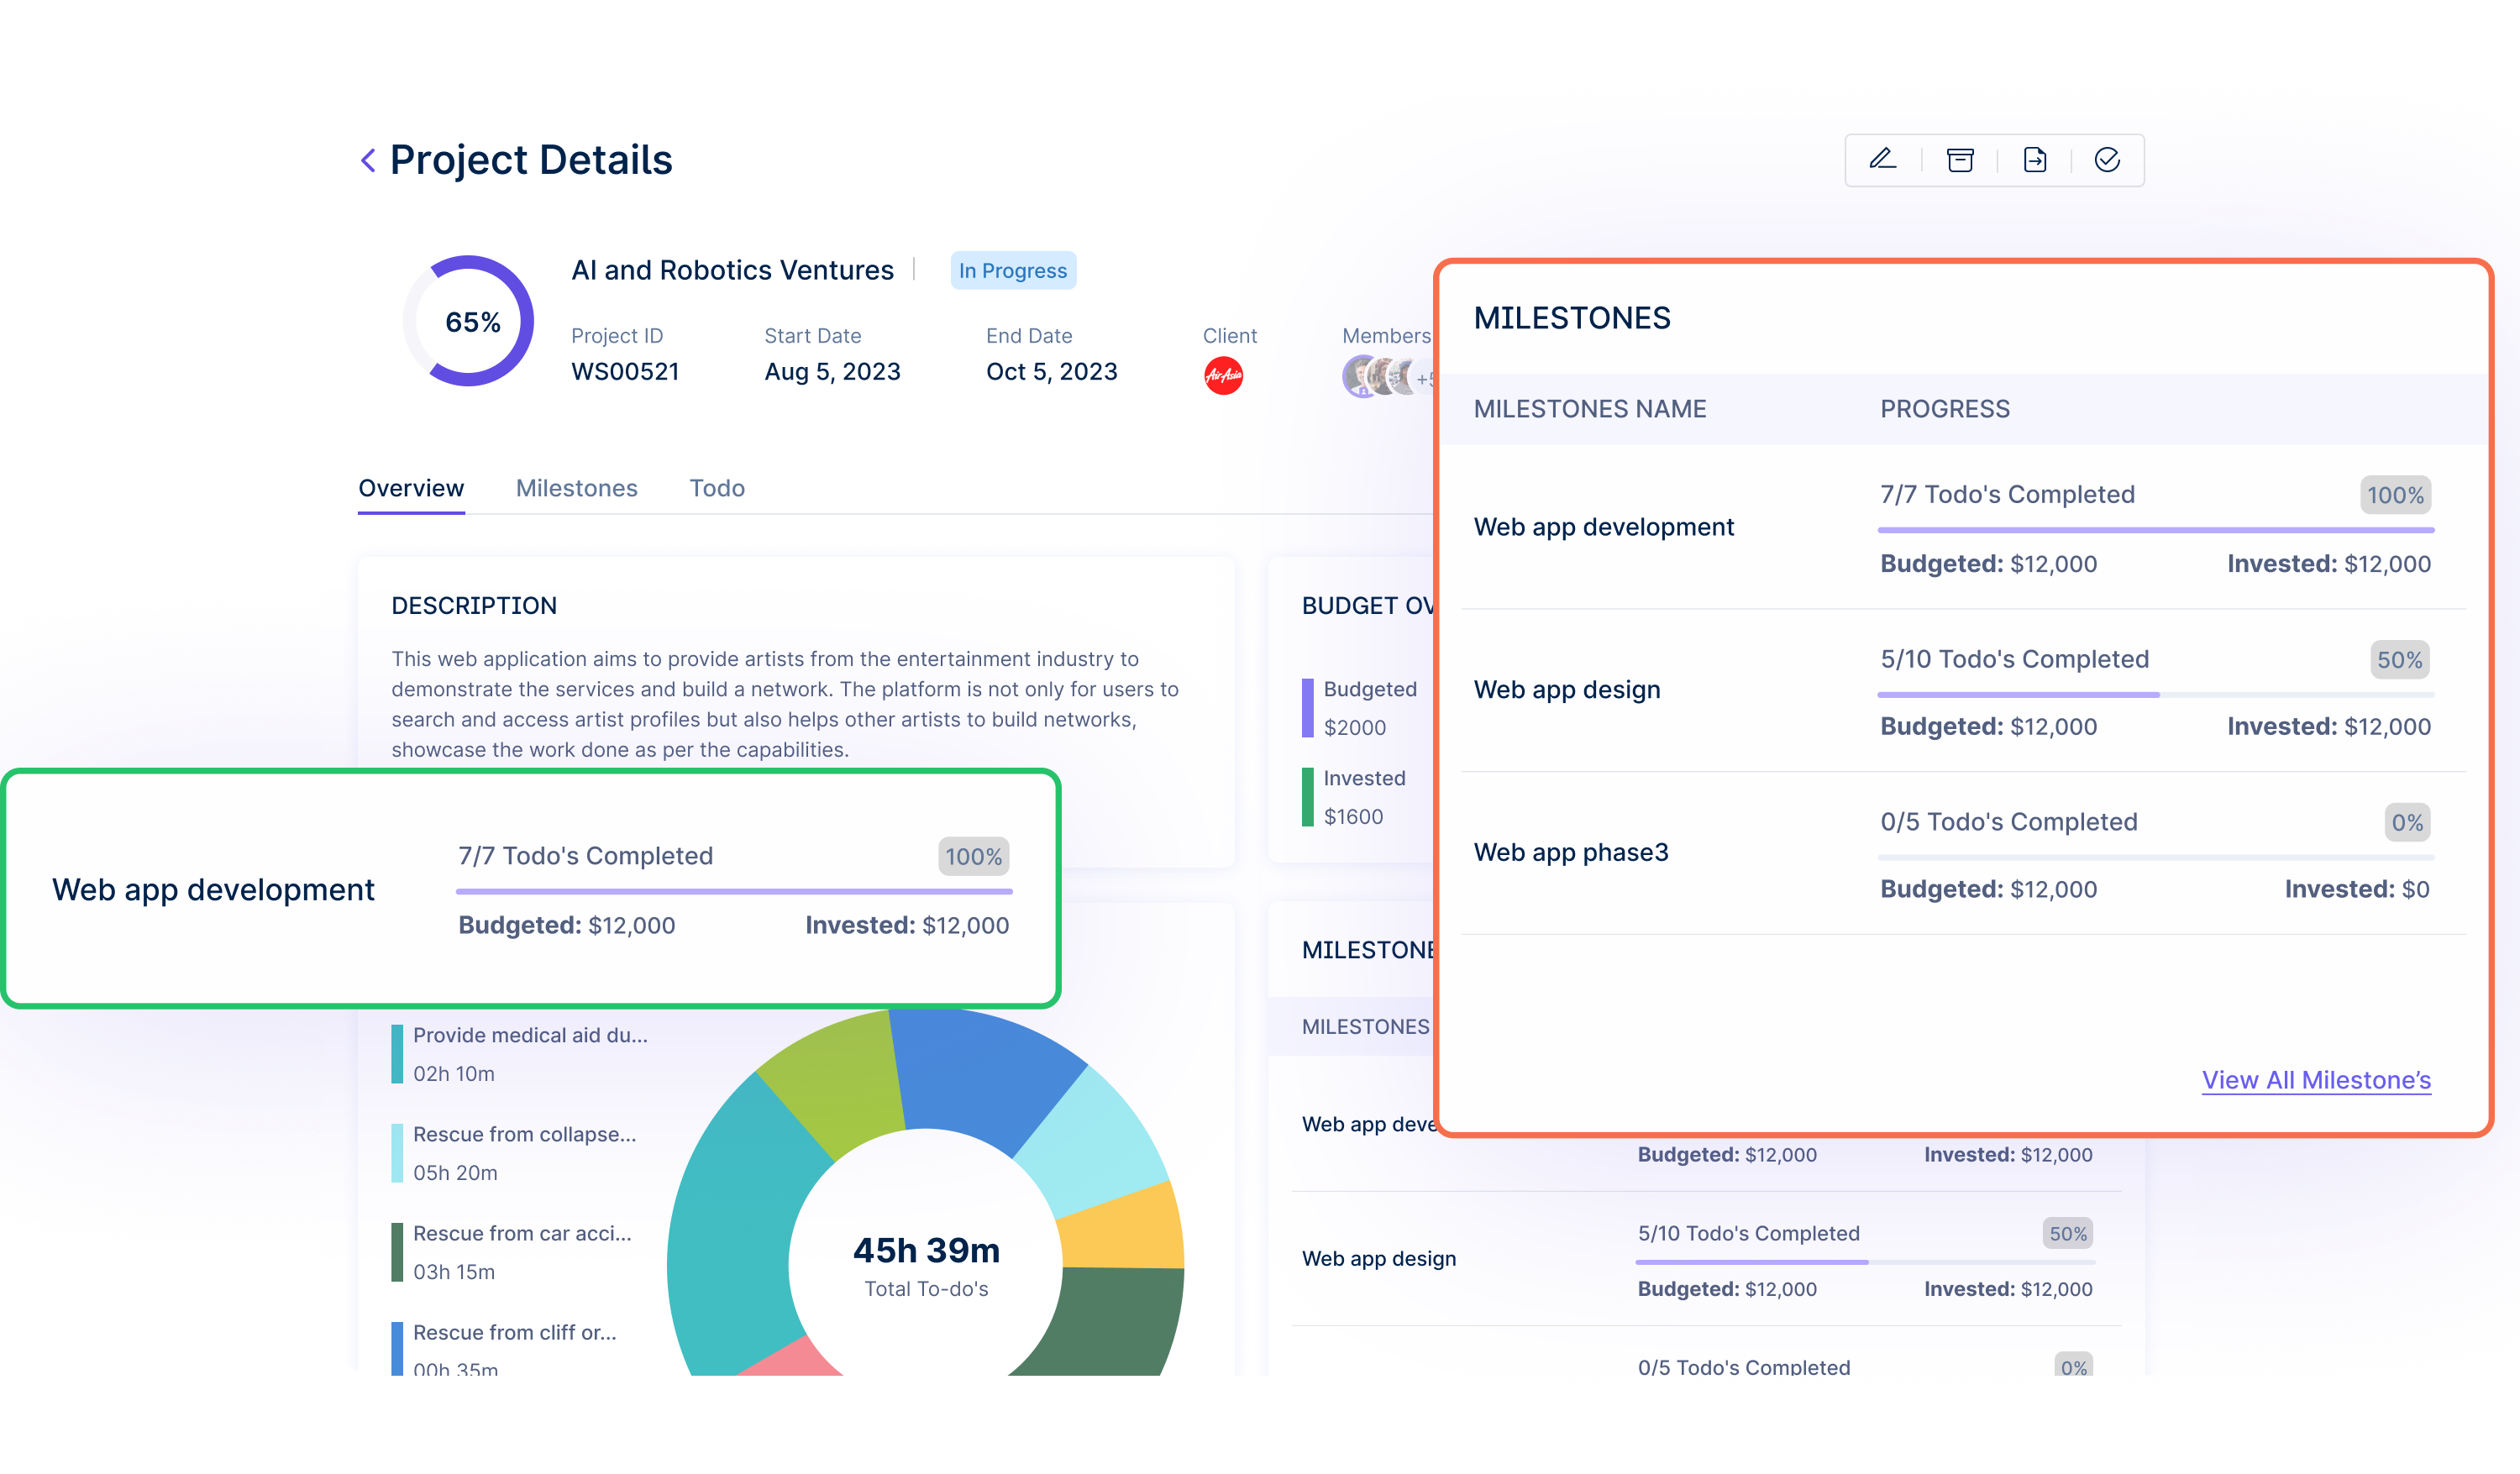 Project Details
65%
AI and Robotics Ventures
In Progress
Project ID
WS00521
Start Date
Aug 5, 2023
End Date
Oct 5, 2023
Client
AirAsia
Members
Overview
Milestones
Todo
DESCRIPTION
This web application aims to provide artists from the entertainment industry to
demonstrate the services and build a network. The platform is not only for users to
search and access artist profiles but also helps other artists to build networks,
showcase the work done as per the capabilities.
BUDGET
Budgeted
$2000
Invested
$1600
Web app development
7/7 Todo's Completed
100%
Budgeted: $12,000
Invested: $12,000
Provide medical aid du...
02h 10m
Rescue from collapse...
05h 20m
Rescue from car acci...
03h 15m
Rescue from cliff or...
00h 35m
45h 39m
Total To-do's
MILESTONES
MILESTONES NAME
PROGRESS
Web app development
7/7 Todo's Completed
100%
Budgeted: $12,000
Invested: $12,000
Web app design
5/10 Todo's Completed
50%
Budgeted: $12,000
Invested: $12,000
Web app phase3
0/5 Todo's Completed
0%
Budgeted: $12,000
Invested: $0
View All Milestone’s
MILESTONES
Web app
Budgeted: $12,000
Invested: $12,000
Web app design
5/10 Todo's Completed
50%
Budgeted: $12,000
Invested: $12,000
0/5 Todo's Completed
0%